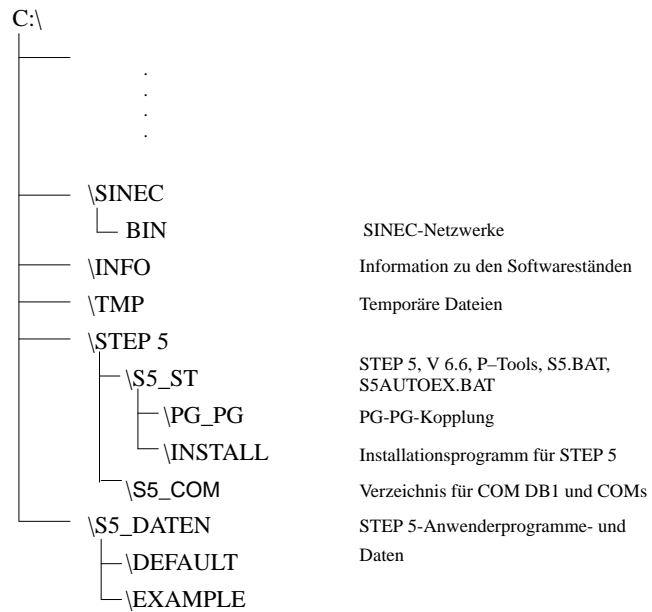 C:\
.
.
.
.
\SINEC
BIN SINEC-Netzwerke
\INFO Information zu den Softwareständen
\TMP Temporäre Dateien
\STEP 5
\S5_ST STEP 5, V 6.6, P–Tools, S5.BAT,
S5AUTOEX.BAT
\PG_PG PG-PG-Kopplung
\INSTALL Installationsprogramm für STEP 5
\S5_COM Verzeichnis für COM DB1 und COMs
\S5_DATEN STEP 5-Anwenderprogramme- und
\DEFAULT Daten
\EXAMPLE